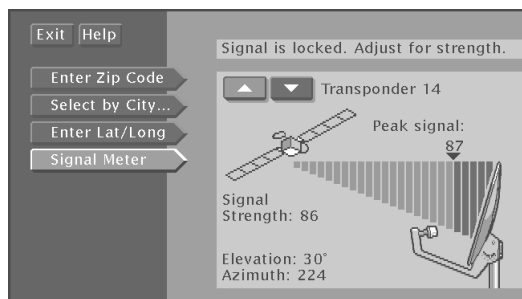 Exit Help
Signal is locked. Adjust for strength.
Enter Zip Code
Select by City...
Enter Lat/Long
Signal Meter
Transponder 14
Peak signal:
87
Signal
Strength: 86
Elevation: 30°
Azimuth: 224